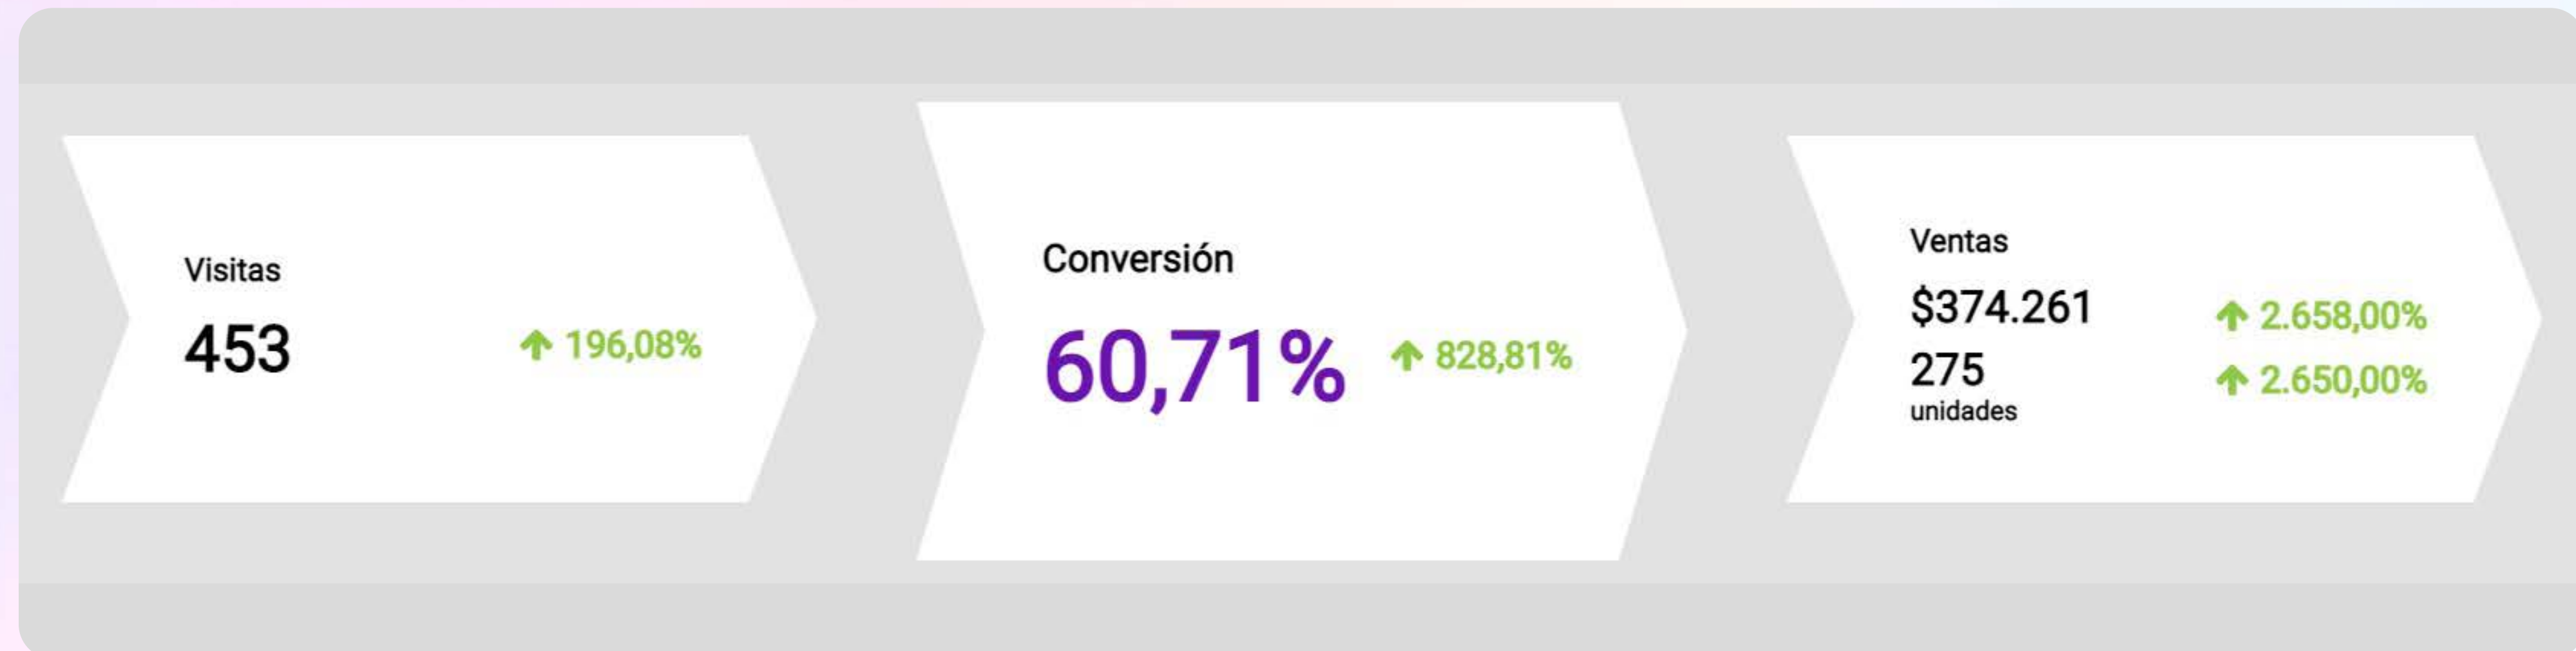 Visitas
453
196,08%
Conversión
60,71%
828,81%
Ventas
$374.261
2.658,00%
275
2.650,00%
unidades